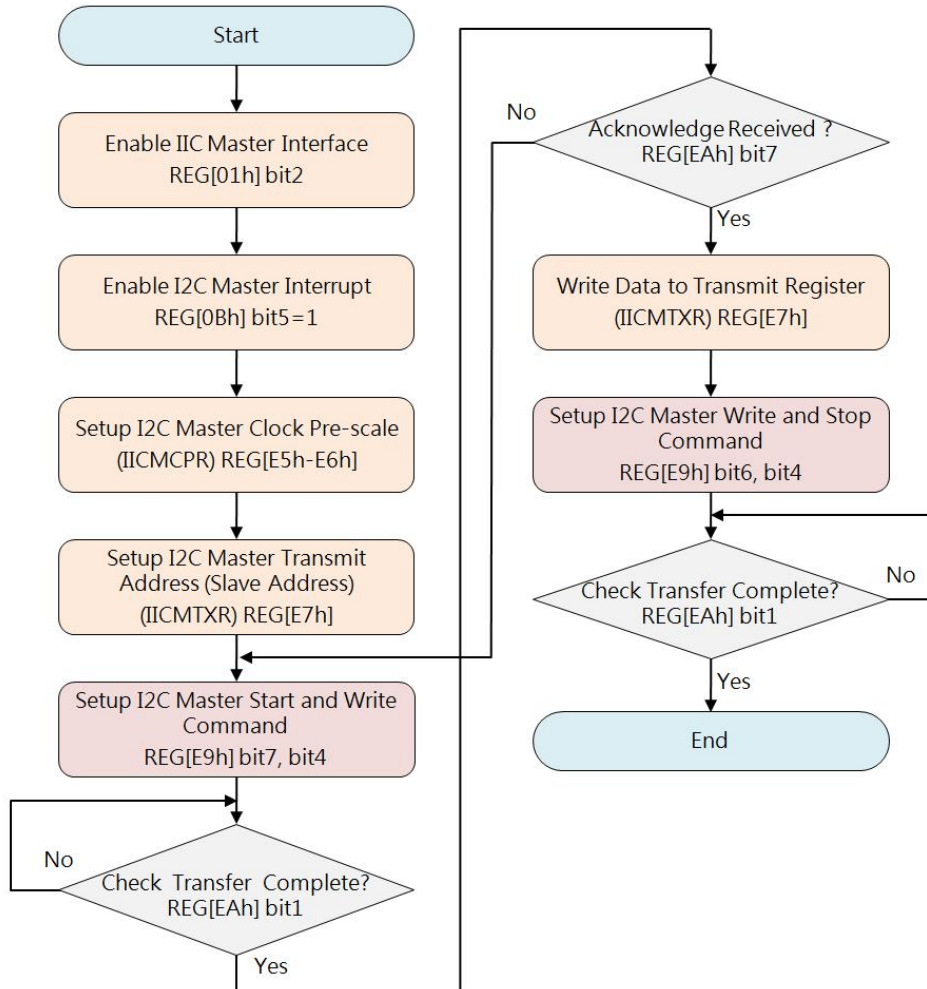 Start
Enable IIC Master Interface
REG[01h] bit2
Enable I2C Master Interrupt
REG[0Bh] bit5=1
Setup I2C Master Clock Pre-scale
(IICMCPR) REG[E5h-E6h]
Setup I2C Master Transmit
Address (Slave Address)
(IICMTXR) REG[E7h]
Setup I2C Master Start and Write
Command
REG[E9h] bit7, bit4
No
Check Transfer Complete?
REG[EAh] bit1
Yes
No
Acknowledge Received ?
REG[EAh] bit7
Yes
Write Data to Transmit Register
(IICMTXR) REG[E7h]
Setup I2C Master Write and Stop
Command
REG[E9h] bit6, bit4
No
Check Transfer Complete?
REG[EAh] bit1
Yes
End